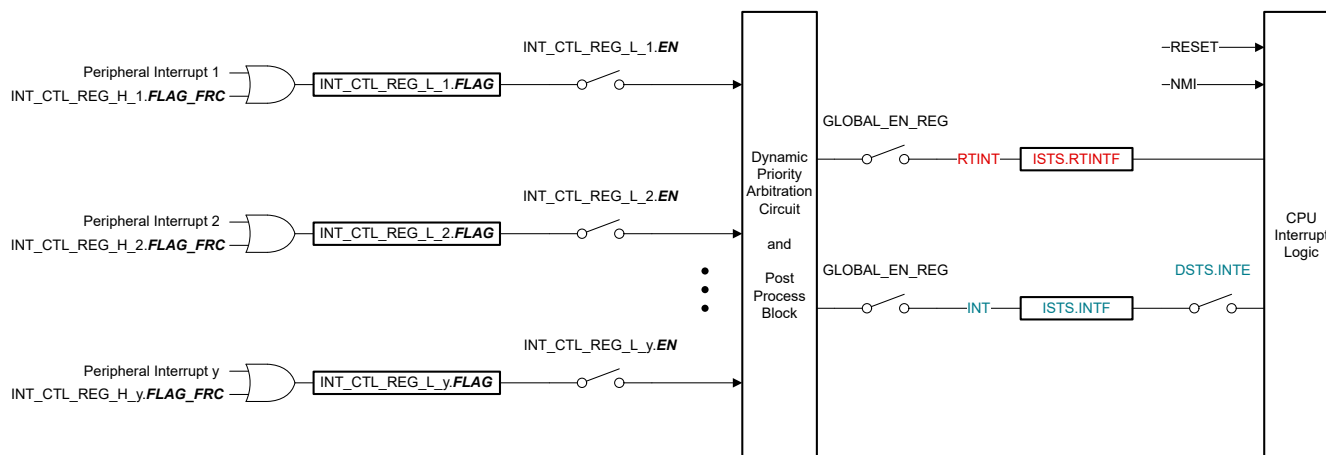 INT_CTL_REG_L_1.EN
Peripheral Interrupt 1
INT_CTL_REG_H_1.FLAG_FRC
INT_CTL_REG_L_1.FLAG
INT_CTL_REG_L_2.EN
Peripheral Interrupt 2
INT_CTL_REG_H_2.FLAG_FRC
INT_CTL_REG_L_2.FLAG
INT_CTL_REG_L_y.EN
Peripheral Interrupt y
INT_CTL_REG_H_y.FLAG_FRC
INT_CTL_REG_L_y.FLAG
Dynamic
Priority
Arbitration
Circuit
and
Post
Process
Block
RESET
NMI
GLOBAL_EN_REG
RTINT
ISTS.RTINTF
GLOBAL_EN_REG
INT
ISTS.INTF
DSTS.INTE
CPU
Interrupt
Logic